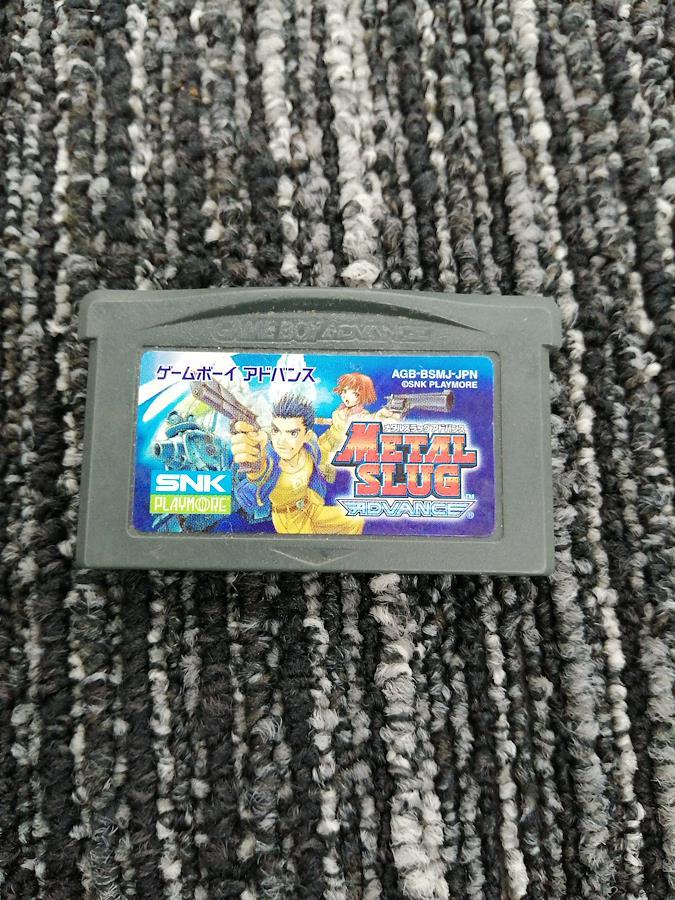 GAME BOY ADVANCE
ゲームボーイ アドバンス
AGB-BSMJ-JPN
©SNK PLAYMORE
メタルスラッグアドバンス
METAL
SLUG™
ADVANCE®
SNK
PLAYMORE